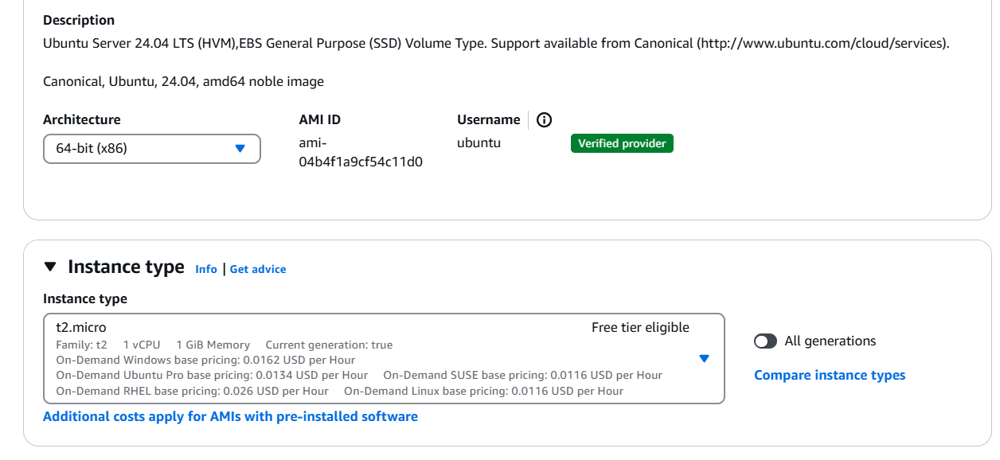 Description
Ubuntu Server 24.04 LTS (HVM),EBS General Purpose (SSD) Volume Type. Support available from Canonical (http://www.ubuntu.com/cloud/services).
Canonical, Ubuntu, 24.04, amd64 noble image
Architecture AMI ID Username
64-bit (x86) ami- ubuntu Verified provider
04b4f1a9cf54c11d0
Instance type Info | Get advice
Instance type
t2.micro Free tier eligible
Family: t2 1 vCPU 1 GiB Memory Current generation: true
On-Demand Windows base pricing: 0.0162 USD per Hour
On-Demand Ubuntu Pro base pricing: 0.0134 USD per Hour On-Demand SUSE base pricing: 0.0116 USD per Hour
On-Demand RHEL base pricing: 0.026 USD per Hour On-Demand Linux base pricing: 0.0116 USD per Hour
All generations
Compare instance types
Additional costs apply for AMIs with pre-installed software